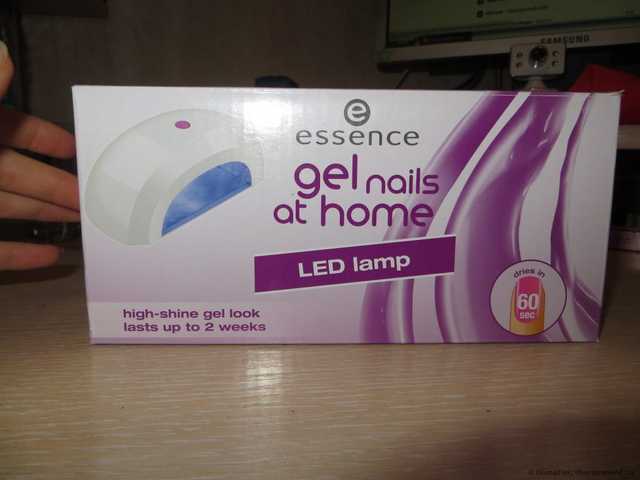 SAMSUNG
e
essence
gel nails
at home
LED lamp
high-shine gel look
lasts up to 2 weeks
dries in
60
sec